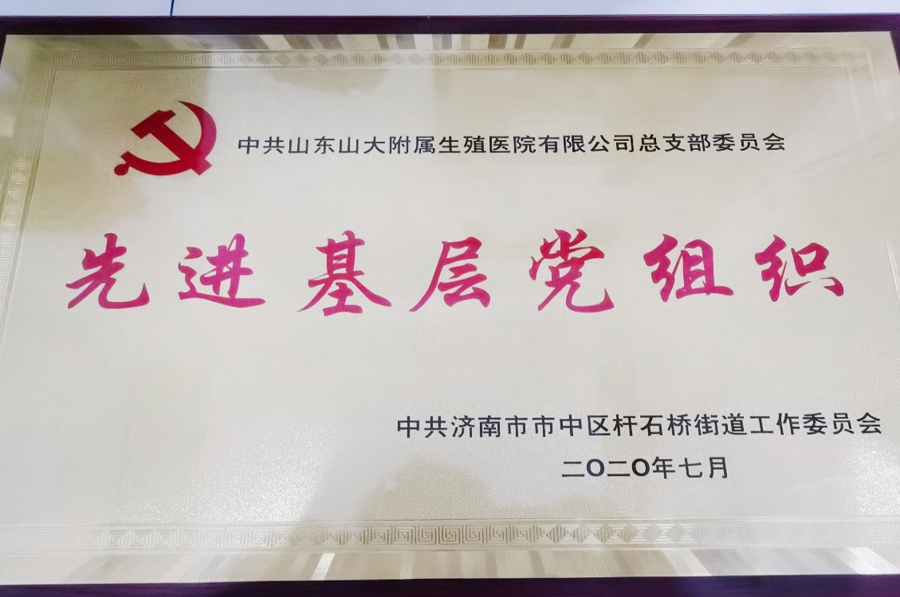 中共山东山大附属生殖医院有限公司总支部委员会
先进基层党组织
中共济南市市中区杆石桥街道工作委员会
二〇二〇年七月